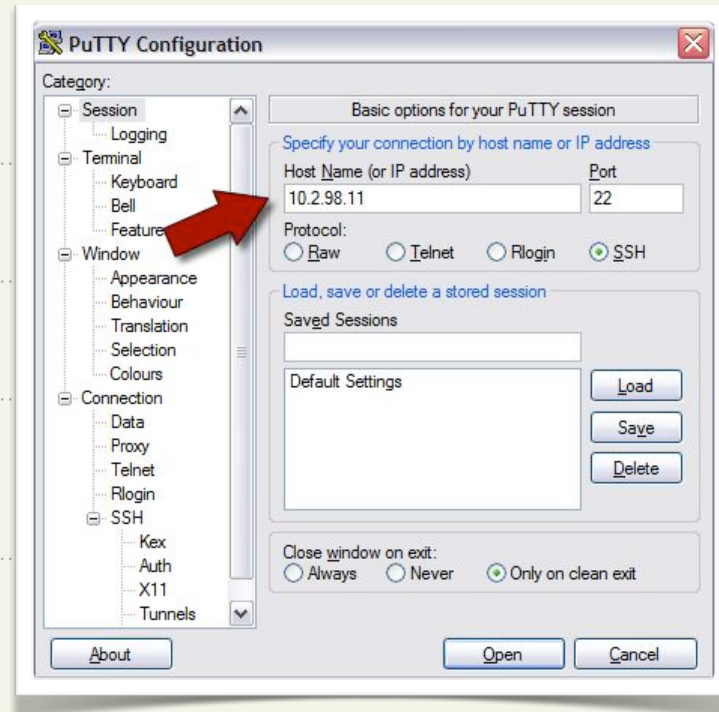 PuTTY Configuration
Category:
Session
Logging
Terminal
Keyboard
Bell
Feature
Window
Appearance
Behaviour
Translation
Selection
Colours
Connection
Data
Proxy
Telnet
Rlogin
SSH
Kex
Auth
X11
Tunnels
Basic options for your PuTTY session
Specify your connection by host name or IP address
Host Name (or IP address) Port
10.2.98.11 22
Protocol:
Raw Telnet Rlogin SSH
Load, save or delete a stored session
Saved Sessions
Default Settings
Load
Save
Delete
Close window on exit:
Always Never Only on clean exit
About Open Cancel